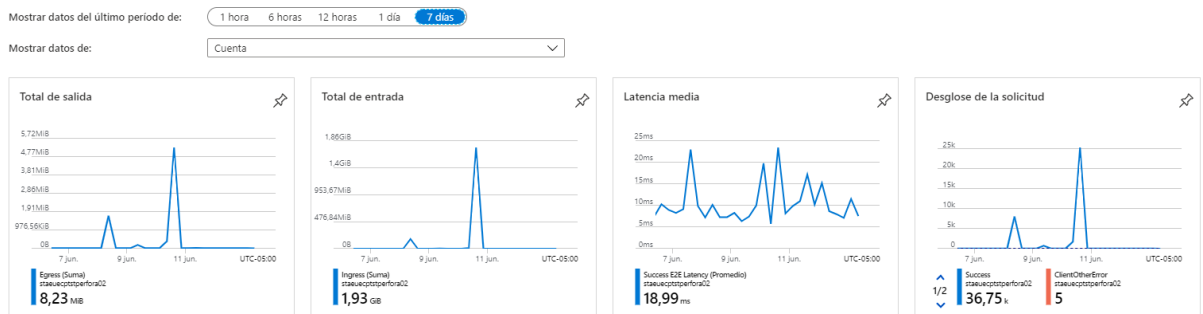 Mostrar datos del último período de: 1 hora 6 horas 12 horas 1 día 7 días
Mostrar datos de: Cuenta
Total de salida
5,72MiB
4,77MiB
3,81MiB
2,86MiB
1,91MiB
976,56KiB
0B
7 jun. 9 jun. 11 jun. UTC-05:00
Egress (Suma)
staeuecptstperfora02
8,23 MiB
Total de entrada
1,86GiB
1,4GiB
953,67MiB
476,84MiB
0B
7 jun. 9 jun. 11 jun. UTC-05:00
Ingress (Suma)
staeuecptstperfora02
1,93 GiB
Latencia media
25ms
20ms
15ms
10ms
5ms
0ms
7 jun. 9 jun. 11 jun. UTC-05:00
Success E2E Latency (Promedio)
staeuecptstperfora02
18,99 ms
Desglose de la solicitud
25k
20k
15k
10k
5k
0
7 jun. 9 jun. 11 jun. UTC-05:00
1/2
Success
staeuecptstperfora02
36,75 k
ClientOtherError
staeuecptstperfora02
5